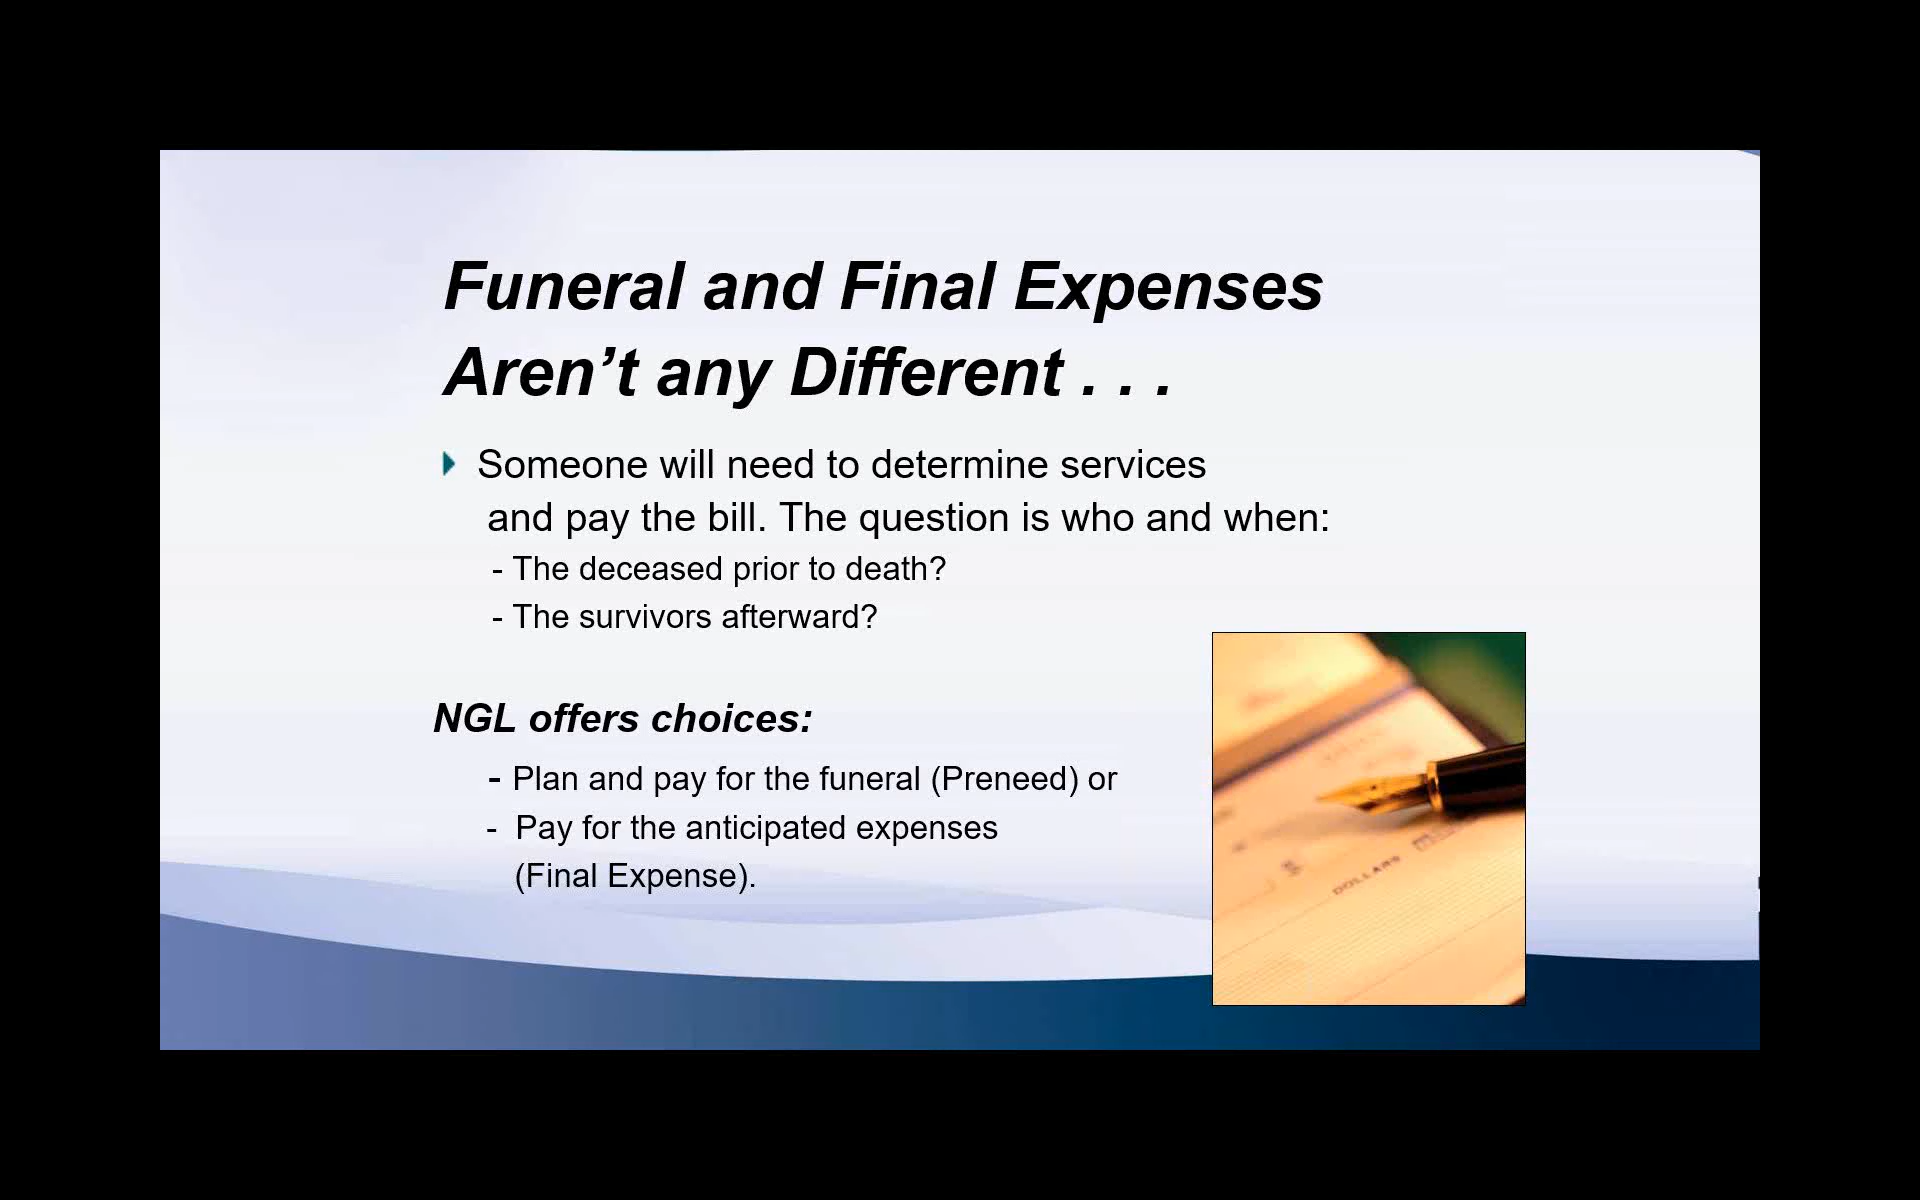 Funeral and Final Expenses
Aren’t any Different . . .
Someone will need to determine services
and pay the bill. The question is who and when:
- The deceased prior to death?
- The survivors afterward?
NGL offers choices:
- Plan and pay for the funeral (Preneed) or
- Pay for the anticipated expenses
(Final Expense).
DOLLARS